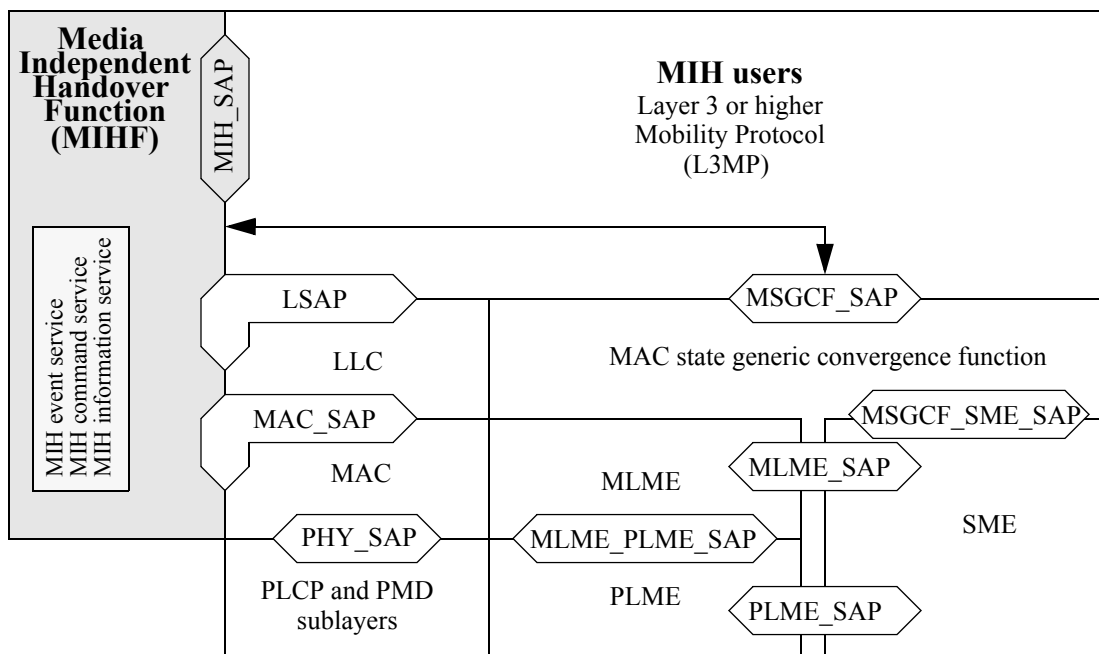 Media
Independent
Handover
Function
(MIHF)
MIH_SAP
MIH users
Layer 3 or higher
Mobility Protocol
(L3MP)
MIH event service
MIH command service
MIH information service
LSAP
MSGCF_SAP
LLC
MAC state generic convergence function
MAC_SAP
MSGCF_SME_SAP
MAC
MLME
MLME_SAP
PHY_SAP
MLME_PLME_SAP
SME
PLCP and PMD
sublayers
PLME
PLME_SAP